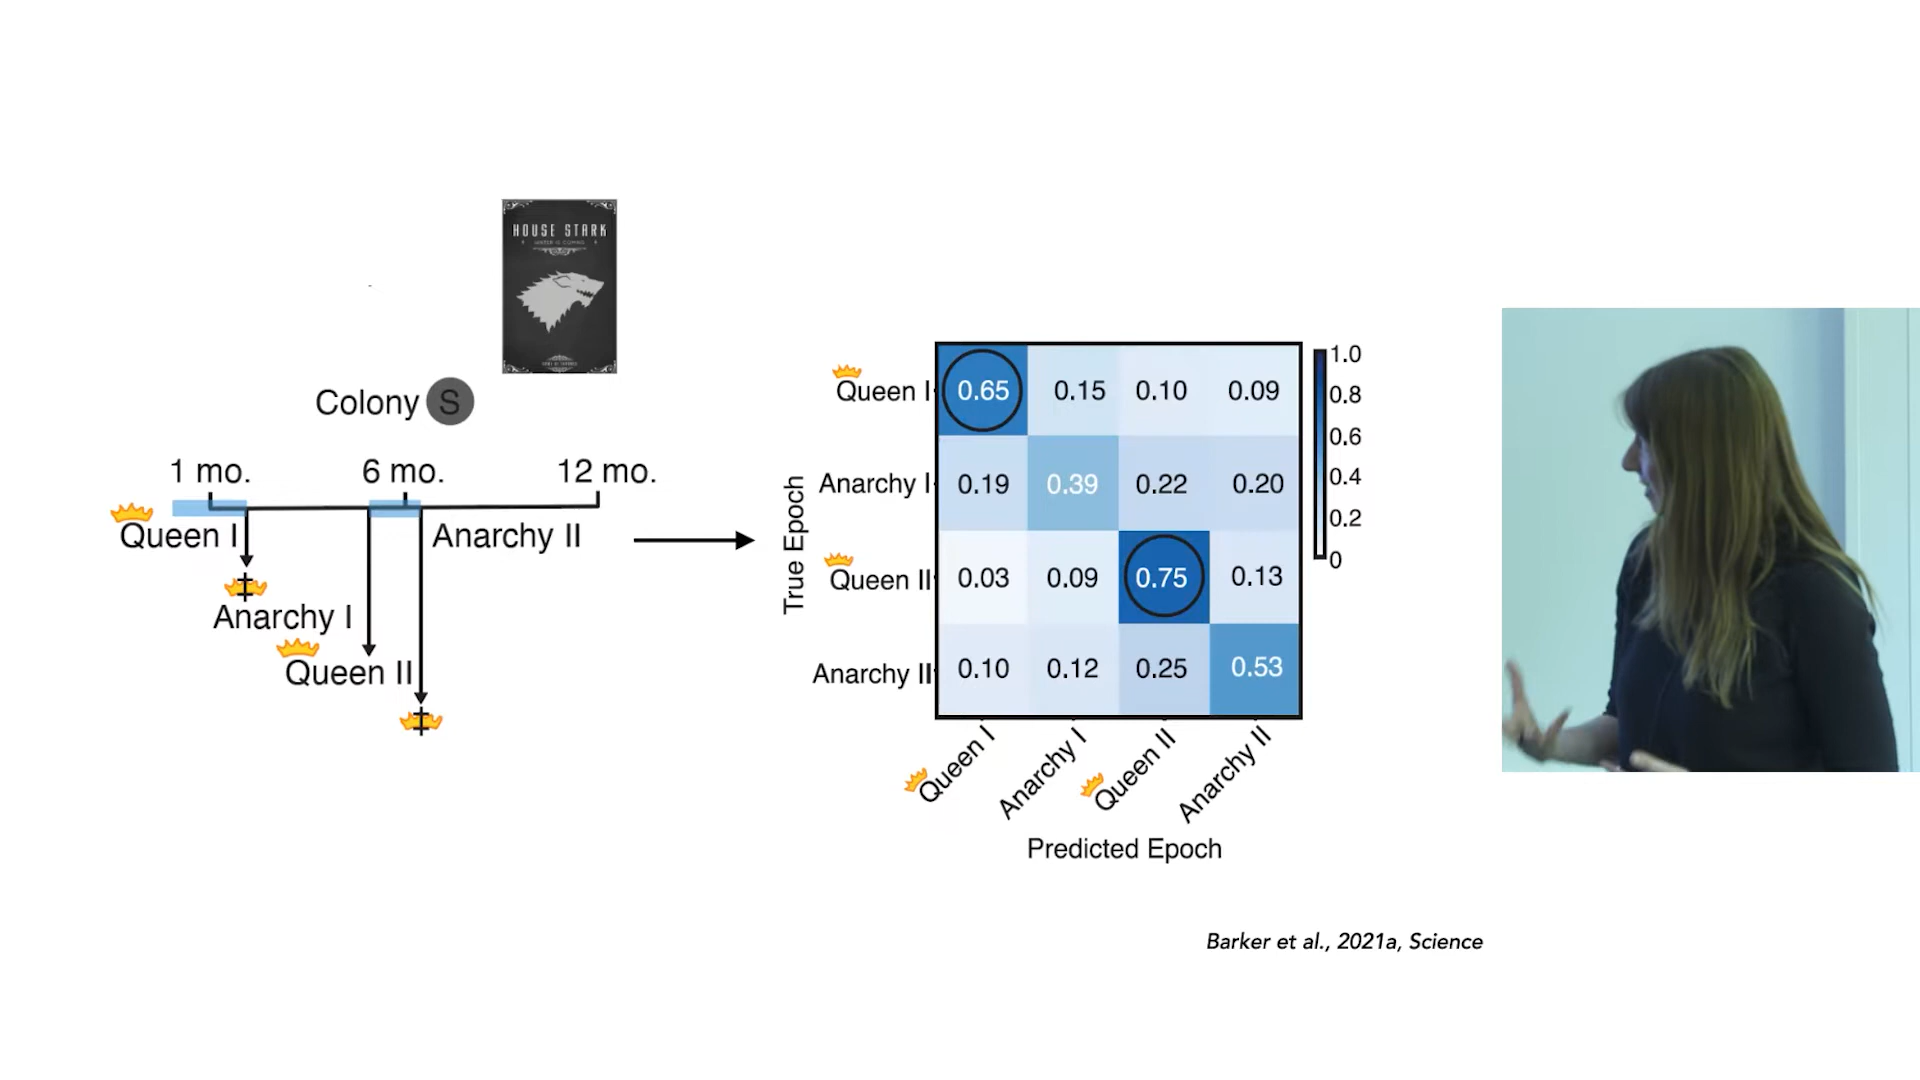 HOUSE STARK
WINTER IS COMING
Colony S
1 mo. 6 mo. 12 mo.
Queen I
Anarchy II
Anarchy I
Queen II
True Epoch
Queen I 0.65 0.15 0.10 0.09
Anarchy I 0.19 0.39 0.22 0.20
Queen II 0.03 0.09 0.75 0.13
Anarchy II 0.10 0.12 0.25 0.53
Queen I Anarchy I Queen II Anarchy II
Predicted Epoch
1.0
0.8
0.6
0.4
0.2
0
Barker et al., 2021a, Science